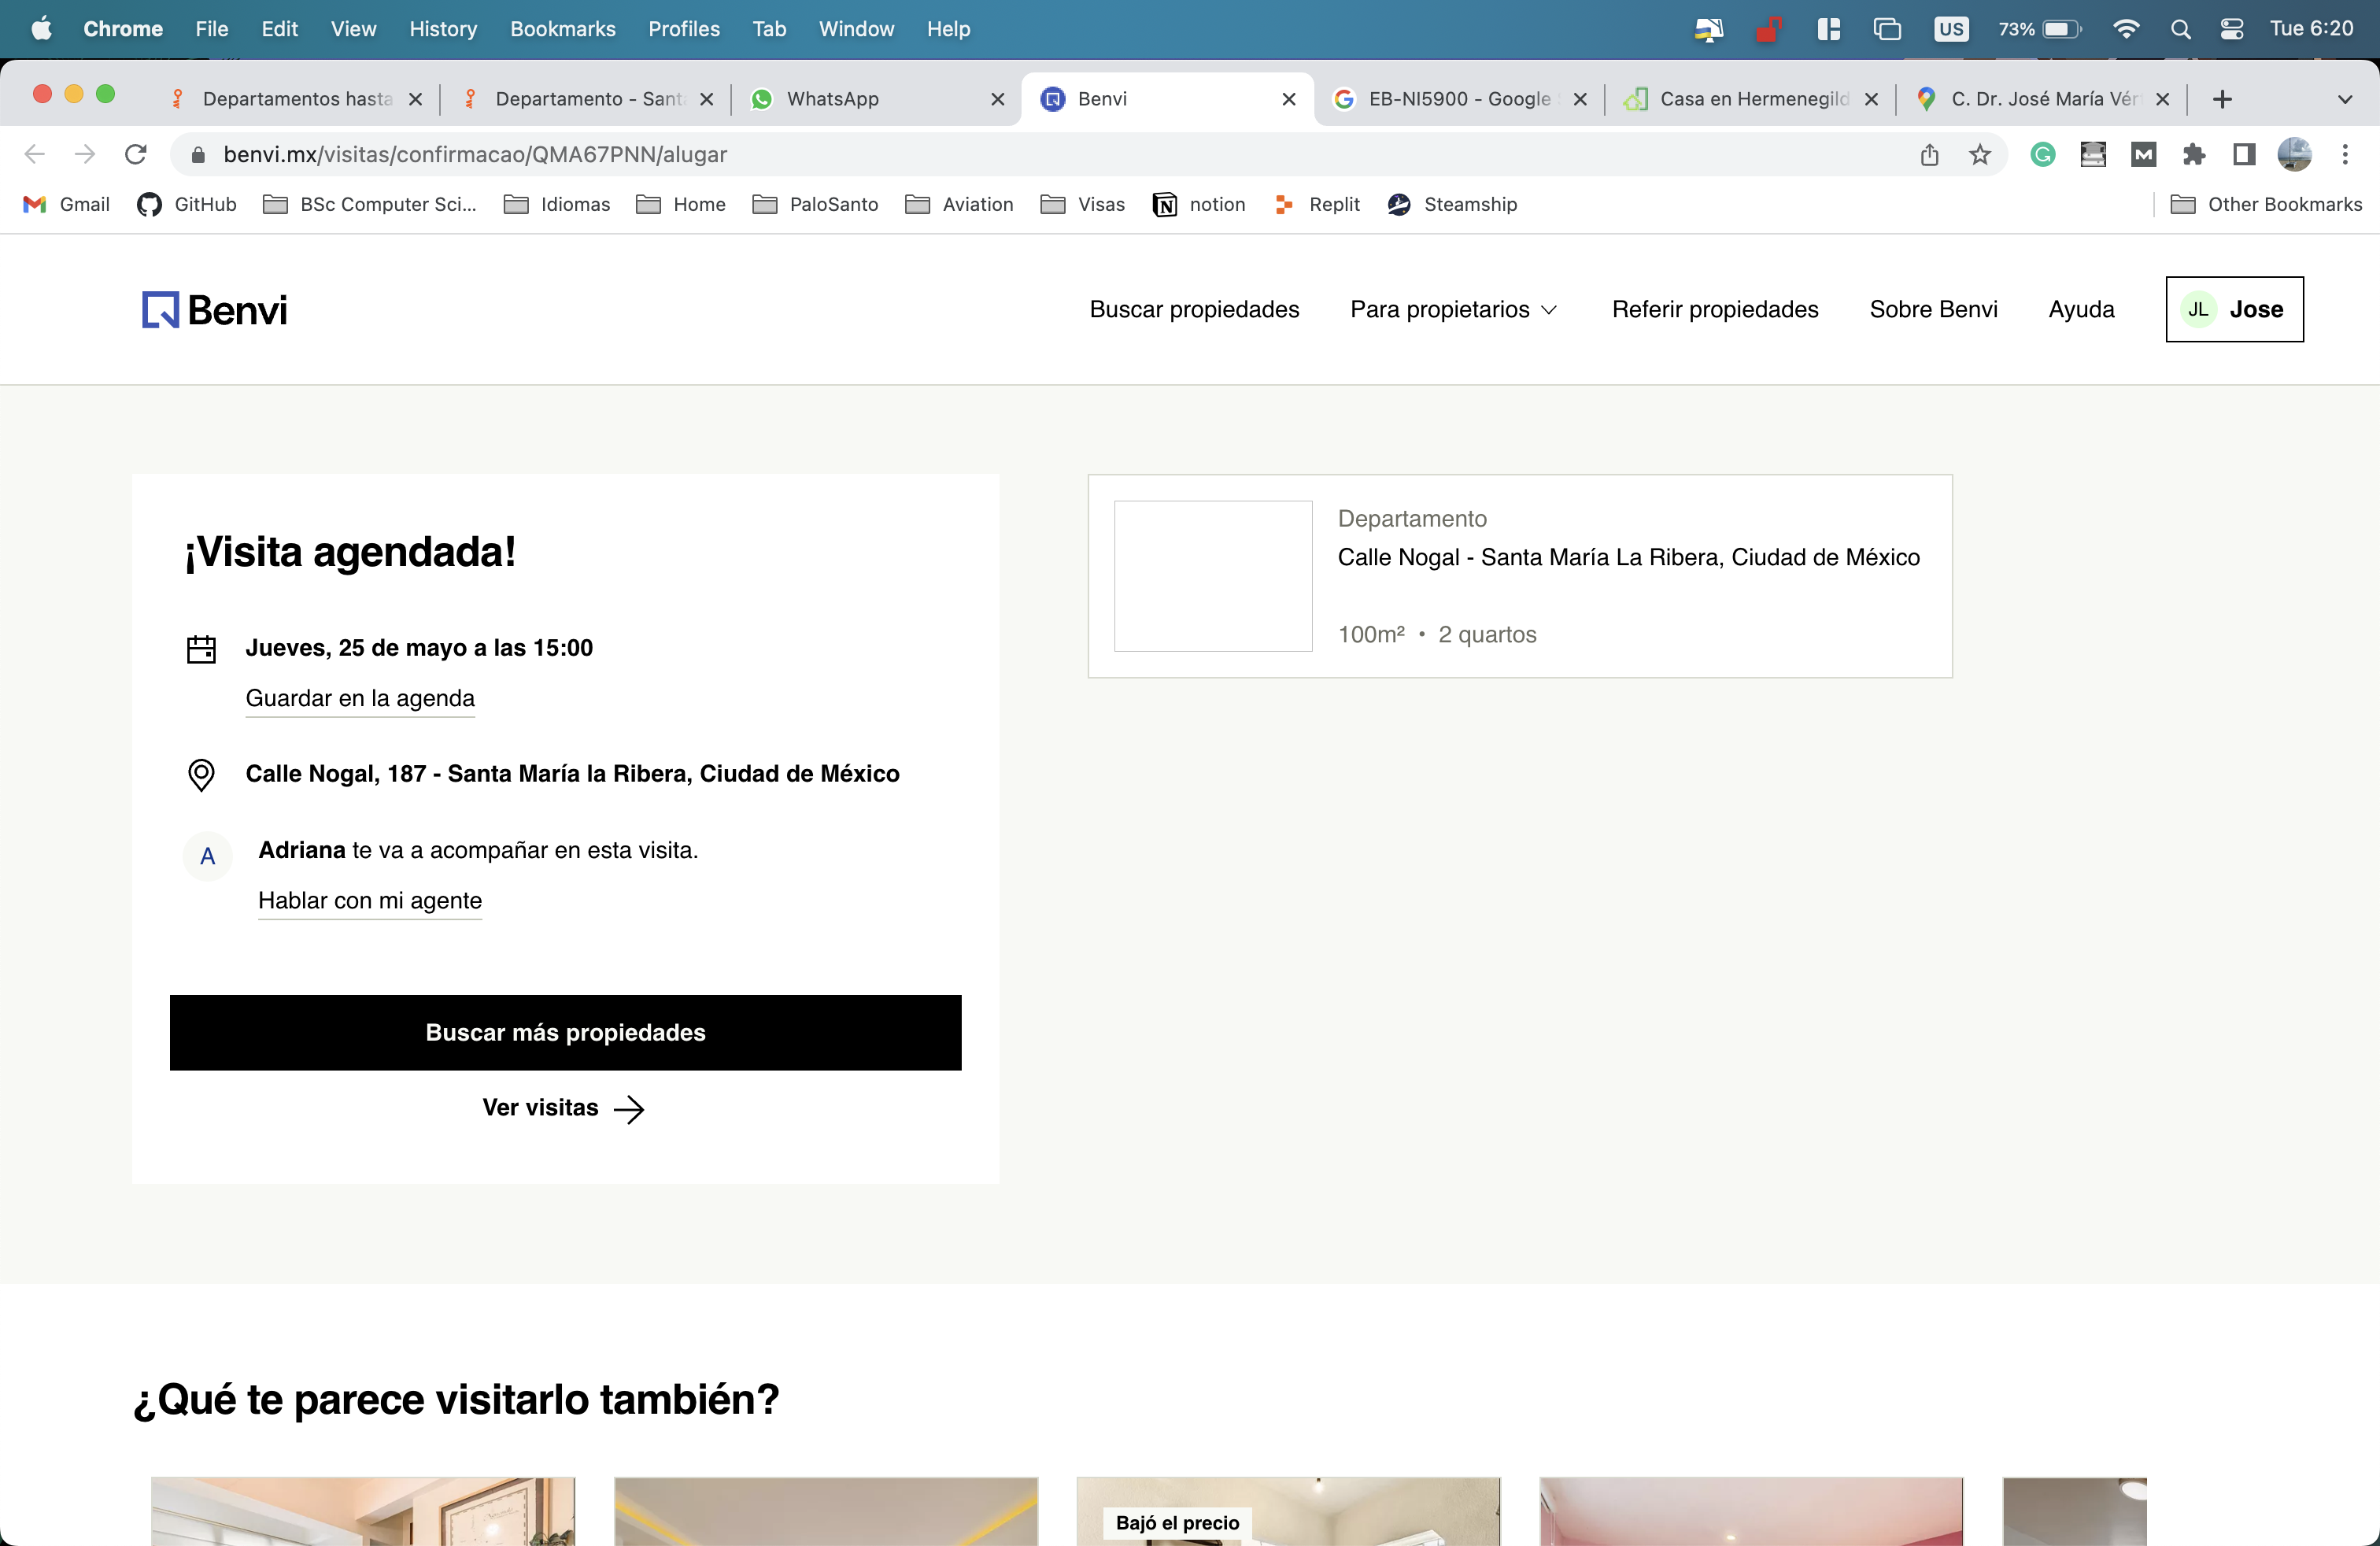 Chrome File Edit View History Bookmarks Profiles Tab Window Help US 73% Tue 6:20
Departamentos hasta Departamento - Sant WhatsApp Benvi EB-NI5900 - Google Casa en Hermenegild C. Dr. José María Vér
benvi.mx/visitas/confirmacao/QMA67PNN/alugar
Gmail GitHub BSc Computer Sci... Idiomas Home PaloSanto Aviation Visas notion Replit Steamship Other Bookmarks
Benvi Buscar propiedades Para propietarios Referir propiedades Sobre Benvi Ayuda JL Jose
¡Visita agendada!
Jueves, 25 de mayo a las 15:00
Guardar en la agenda
Calle Nogal, 187 - Santa María la Ribera, Ciudad de México
A Adriana te va a acompañar en esta visita.
Hablar con mi agente
Buscar más propiedades
Ver visitas
Departamento
Calle Nogal - Santa María La Ribera, Ciudad de México
100m² • 2 quartos
¿Qué te parece visitarlo también?
Bajó el precio